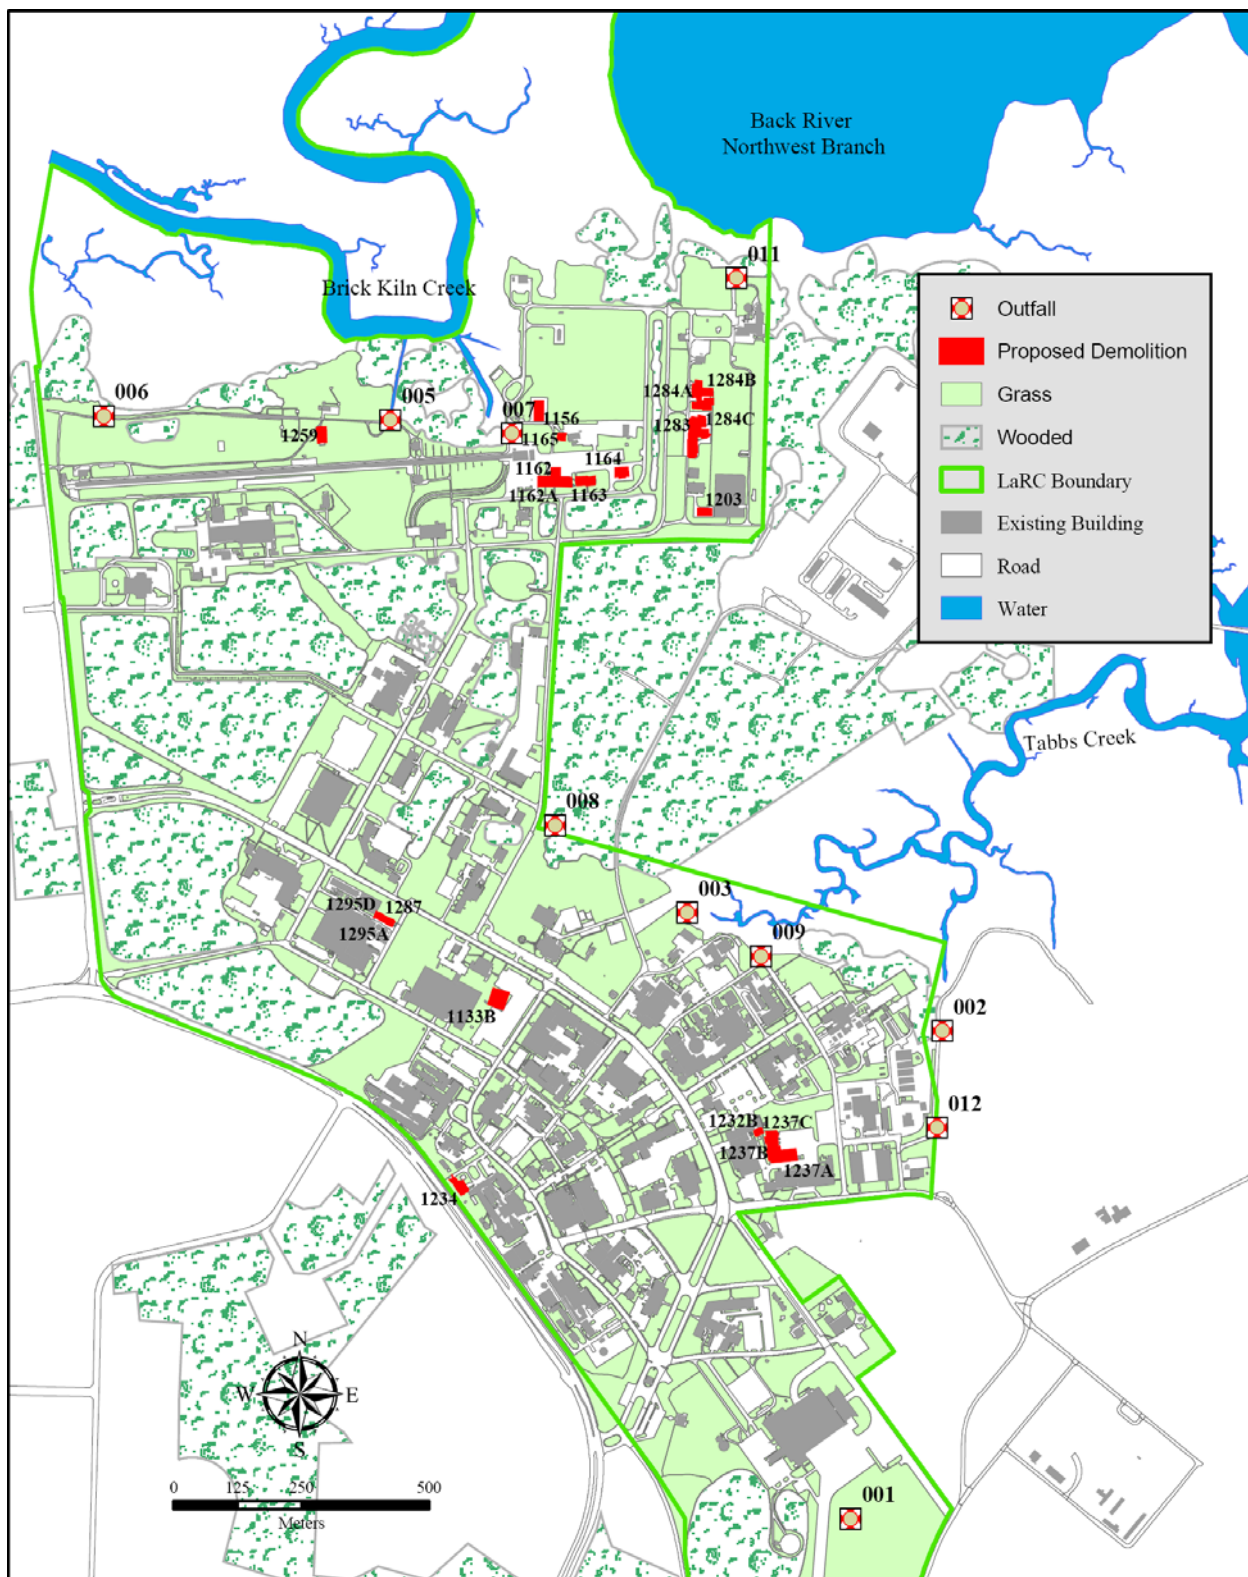 Back River
Northwest Branch
011
Brick Kiln Creek
Outfall
Proposed Demolition
Grass
Wooded
LaRC Boundary
Existing Building
Road
Water
006
005
007
1156
1165
1259
1284A
1284B
1284C
1283
1164
1162
1162A
1163
1203
Tabbs Creek
008
003
009
1295D
1287
1295A
1133B
002
012
1232B
1237C
1237B
1237A
1234
N
W
E
S
0
125
250
500
Meters
001